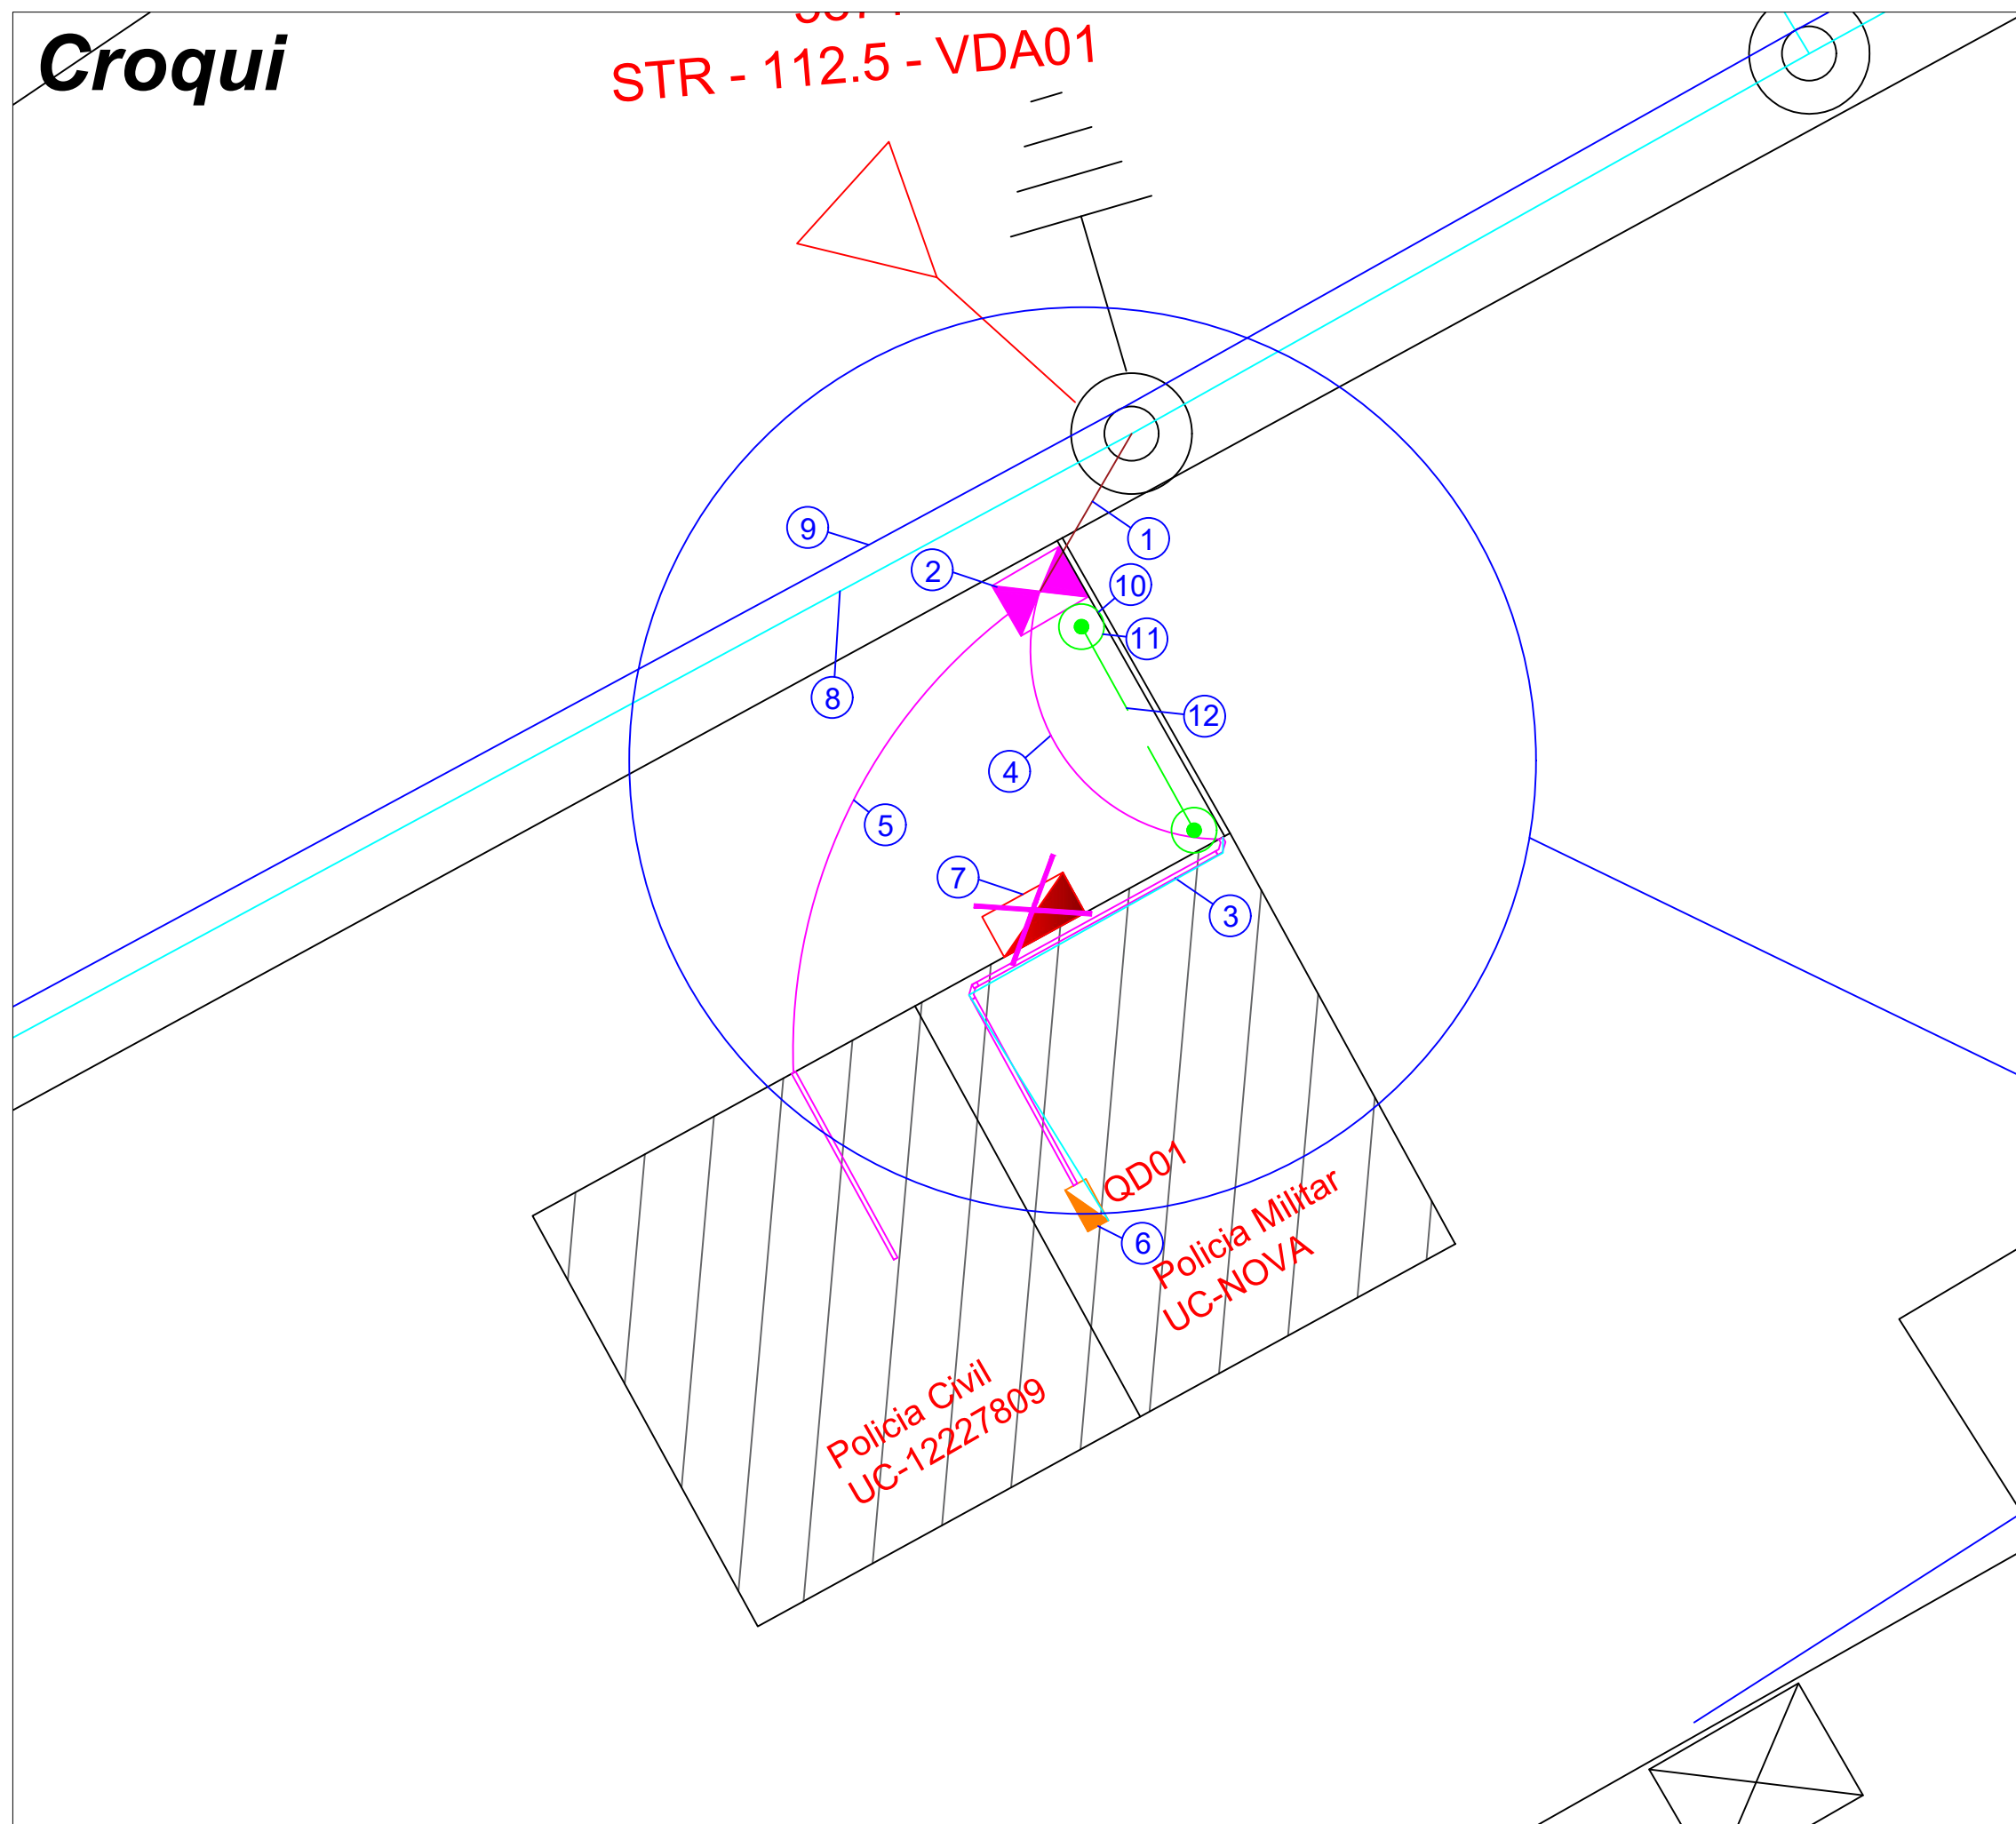 Croqui
STR - 112.5 - VDA01
9
1
2
10
11
8
12
4
5
7
3
QD01
6
Policia Militar
UC-NOVA
Policia Civil
UC-12227809